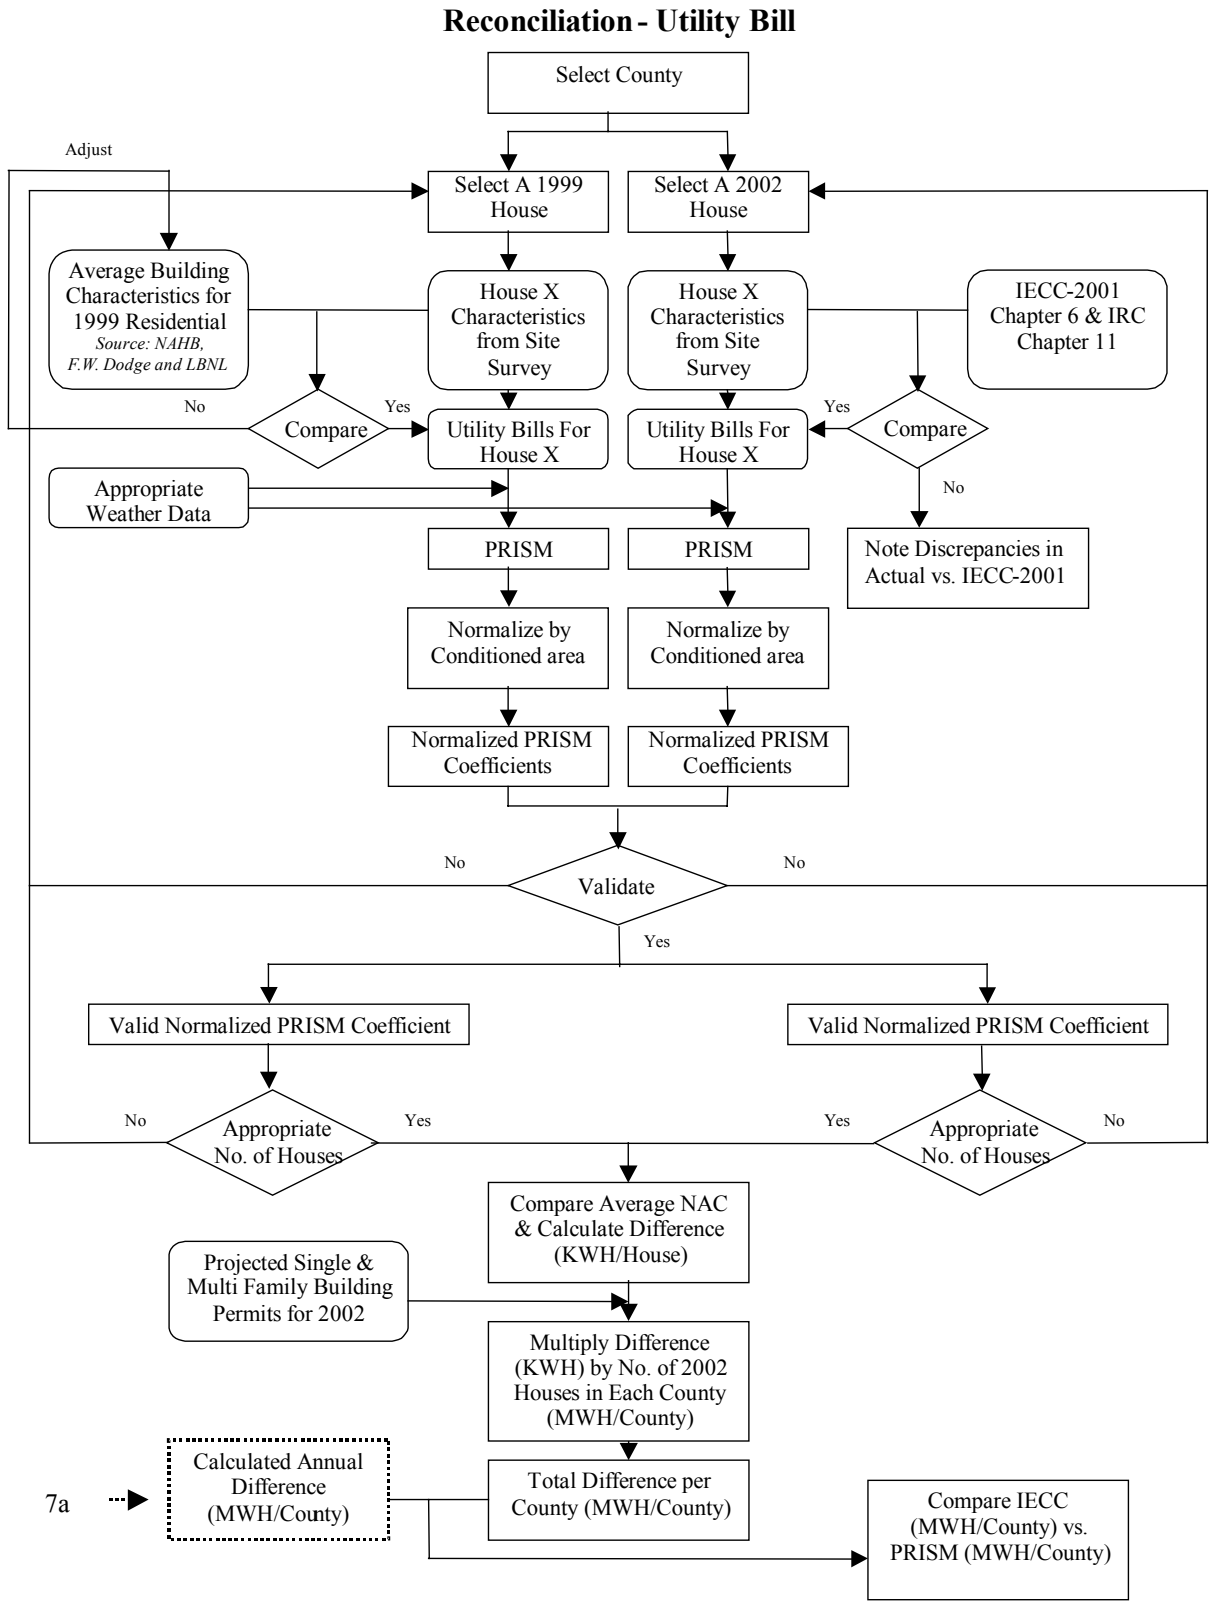 Reconciliation - Utility Bill
Select County
Adjust
Select A 1999
House
Select A 2002
House
Average Building
Characteristics for
1999 Residential
Source: NAHB,
F.W. Dodge and LBNL
House X
Characteristics
from Site
Survey
House X
Characteristics
from Site
Survey
IECC-2001
Chapter 6 & IRC
Chapter 11
No
Compare
Yes
Utility Bills For
House X
Utility Bills For
House X
Yes
Compare
No
Appropriate
Weather Data
PRISM
PRISM
Note Discrepancies in
Actual vs. IECC-2001
Normalize by
Conditioned area
Normalize by
Conditioned area
Normalized PRISM
Coefficients
Normalized PRISM
Coefficients
No
Validate
No
Yes
Valid Normalized PRISM Coefficient
Valid Normalized PRISM Coefficient
No
Appropriate
No. of Houses
Yes
Yes
Appropriate
No. of Houses
No
Compare Average NAC
& Calculate Difference
(KWH/House)
Projected Single &
Multi Family Building
Permits for 2002
Multiply Difference
(KWH) by No. of 2002
Houses in Each County
(MWH/County)
7a
Calculated Annual
Difference
(MWH/County)
Total Difference per
County (MWH/County)
Compare IECC
(MWH/County) vs.
PRISM (MWH/County)